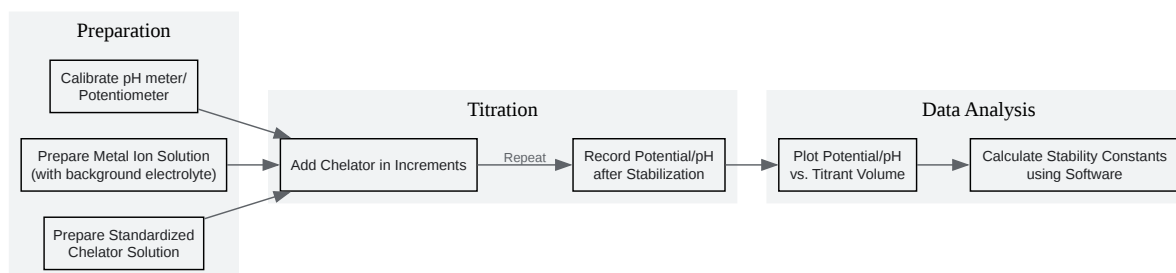 Preparation
Calibrate pH meter/
Potentiometer
Prepare Metal Ion Solution
(with background electrolyte)
Prepare Standardized
Chelator Solution
Titration
Add Chelator in Increments
Repeat
Record Potential/pH
after Stabilization
Data Analysis
Plot Potential/pH
vs. Titrant Volume
Calculate Stability Constants
using Software